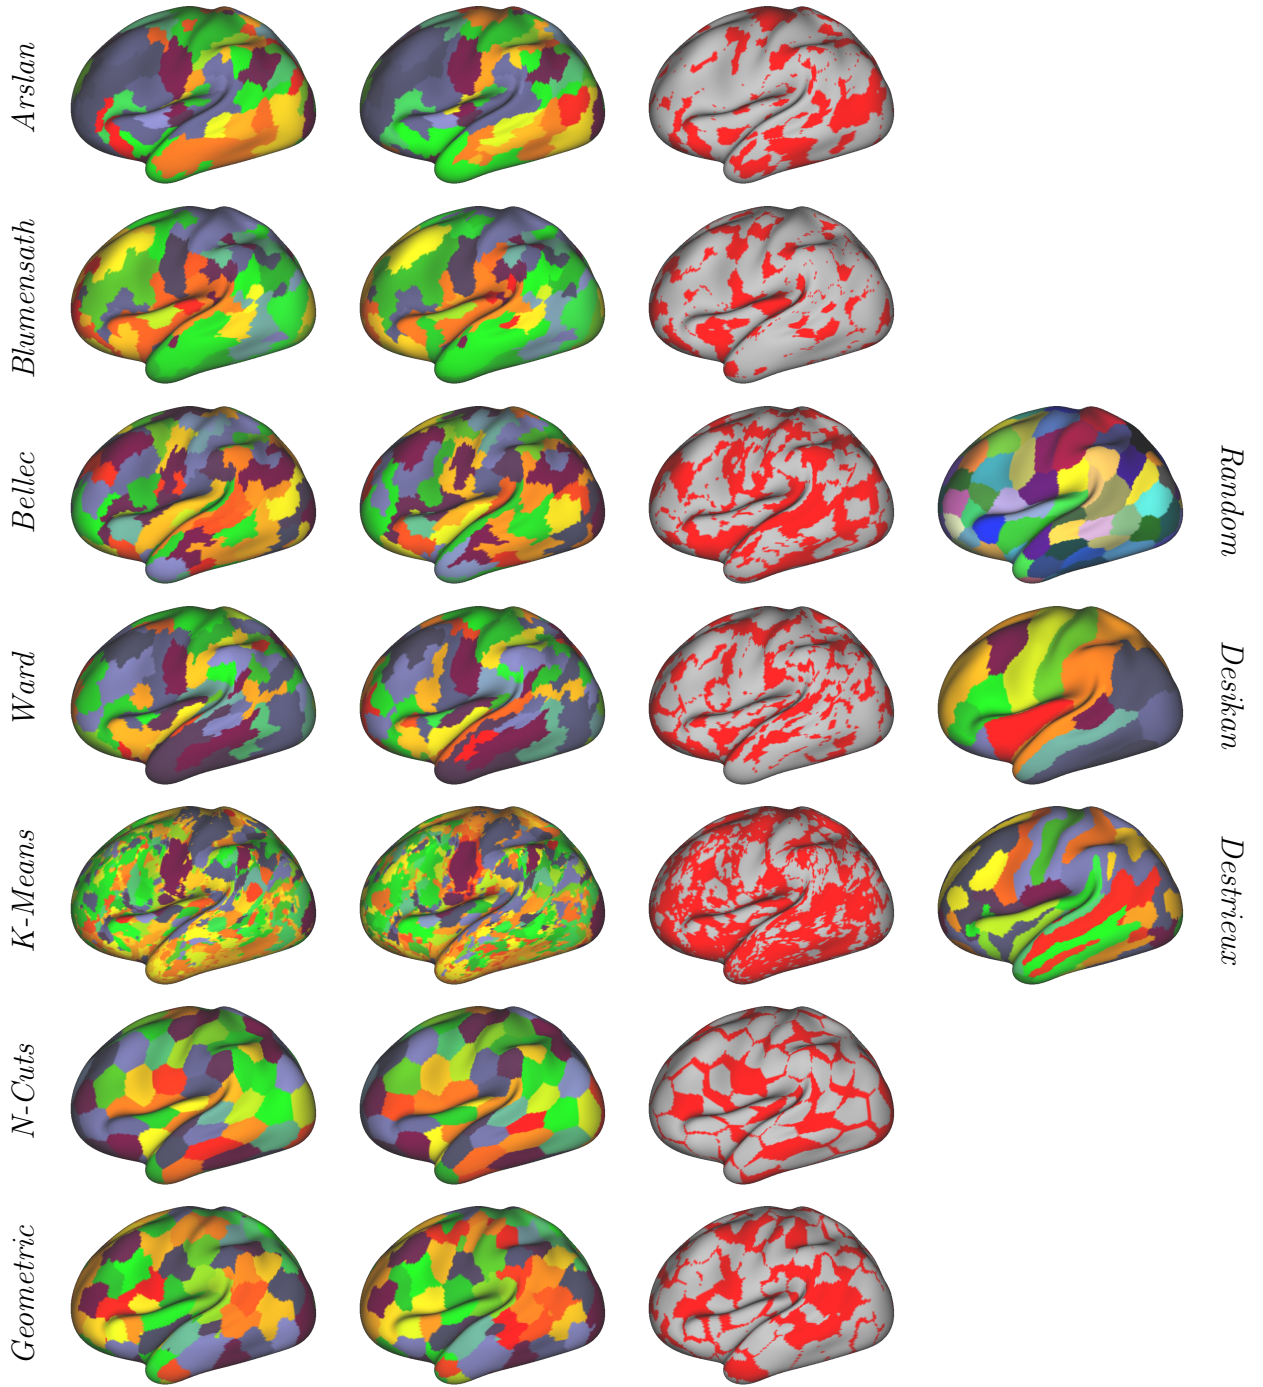 Arslan
Blumensath
Bellec
Random
Ward
Desikan
K-Means
Destrieux
N-Cuts
Geometric